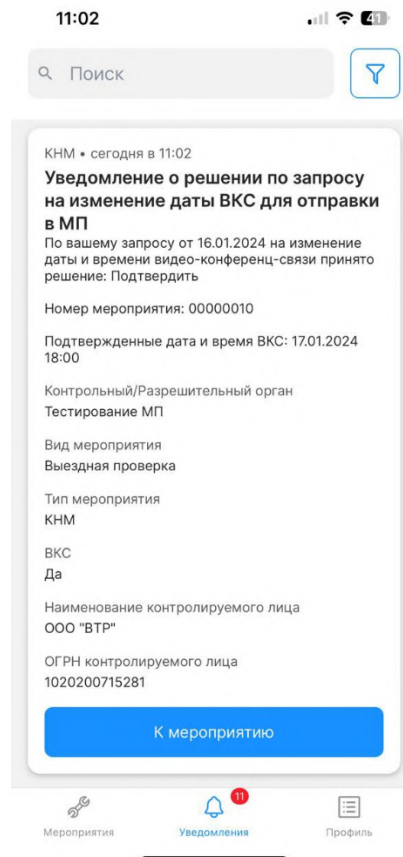 11:02
41
Поиск
КНМ • сегодня в 11:02
Уведомление о решении по запросу
на изменение даты ВКС для отправки
в МП
По вашему запросу от 16.01.2024 на изменение
даты и времени видео-конференц-связи принято
решение: Подтвердить
Номер мероприятия: 00000010
Подтвержденные дата и время ВКС: 17.01.2024
18:00
Контрольный/Разрешительный орган
Тестирование МП
Вид мероприятия
Выездная проверка
Тип мероприятия
КНМ
ВКС
Да
Наименование контролируемого лица
ООО "ВТР"
ОГРН контролируемого лица
1020200715281
К мероприятию
11
Мероприятия Уведомления Профиль